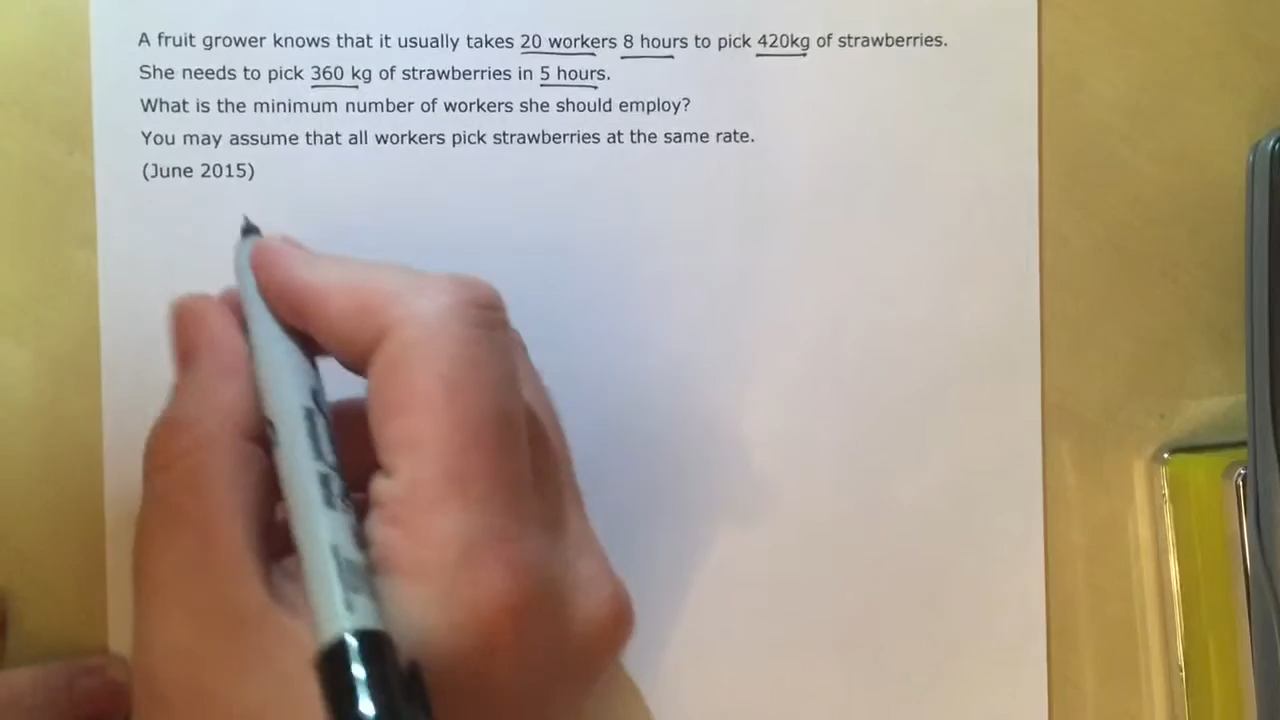 A fruit grower knows that it usually takes 20 workers 8 hours to pick 420kg of strawberries.
She needs to pick 360 kg of strawberries in 5 hours.
What is the minimum number of workers she should employ?
You may assume that all workers pick strawberries at the same rate.
(June 2015)